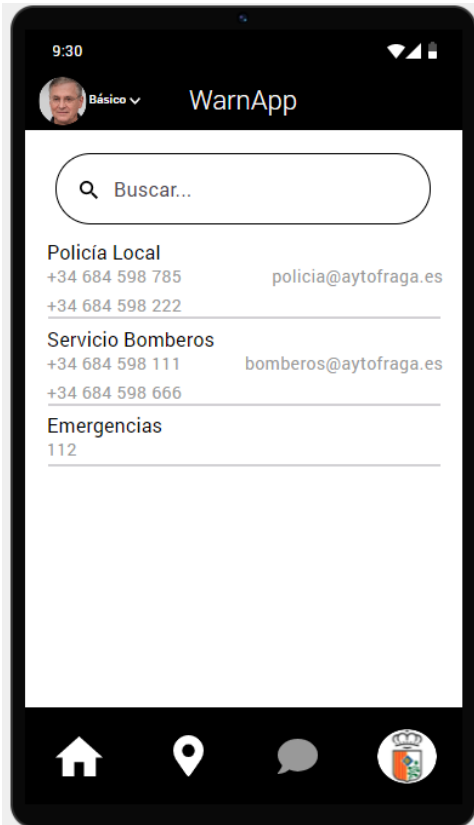 9:30
Básico
WarnApp
Buscar...
Policía Local
+34 684 598 785 policia@aytofraga.es
+34 684 598 222
Servicio Bomberos
+34 684 598 111 bomberos@aytofraga.es
+34 684 598 666
Emergencias
112